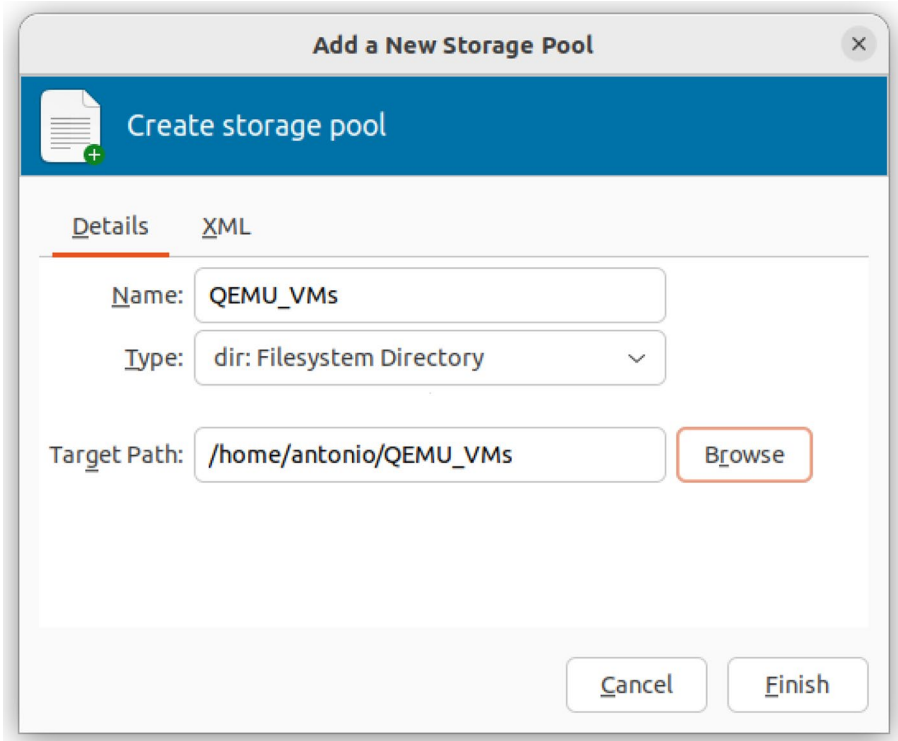 Add a New Storage Pool
Create storage pool
Details XML
Name: QEMU_VMs
Type: dir: Filesystem Directory
Target Path: /home/antonio/QEMU_VMs Browse
Cancel Finish